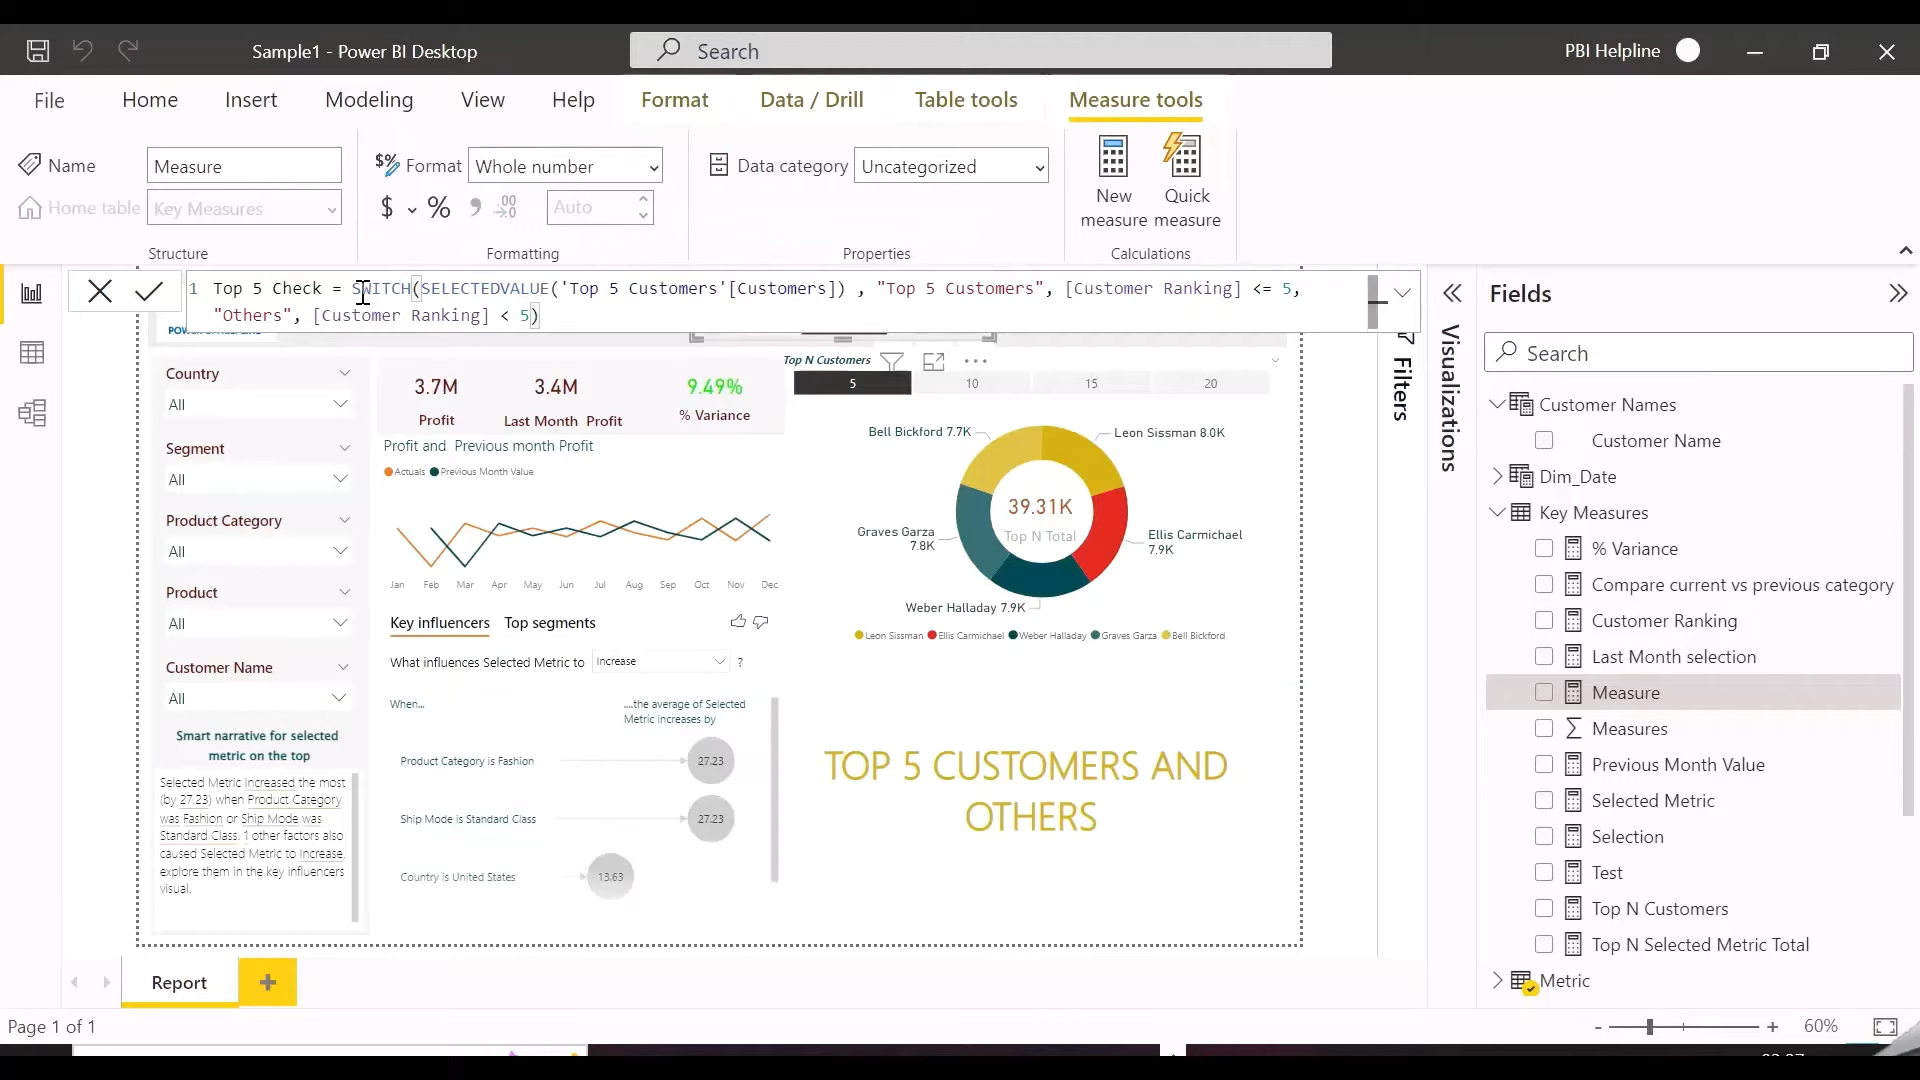 Sample1 - Power BI Desktop
Search
PBI Helpline
File
Home
Insert
Modeling
View
Help
Format
Data / Drill
Table tools
Measure tools
Name
Measure
Home table
Key Measures
Structure
$% Format
Whole number
$
%
Auto
Formatting
Data category
Uncategorized
Properties
New measure
Quick measure
Calculations
1 Top 5 Check = SWITCH(SELECTEDVALUE('Top 5 Customers'[Customers]) , "Top 5 Customers", [Customer Ranking] <= 5,
"Others", [Customer Ranking] < 5)
Country
All
Segment
All
Product Category
All
Product
All
Customer Name
All
Smart narrative for selected
metric on the top
Selected Metric Increased the most
(by 27.23) when Product Category
was Fashion or Ship Mode was
Standard Class. 1 other factors also
caused Selected Metric to Increase,
explore them in the key influencers
visual.
3.7M
Profit
3.4M
Last Month Profit
9.49%
% Variance
Profit and Previous month Profit
Actuals Previous Month Value
Jan Feb Mar Apr May Jun Jul Aug Sep Oct Nov Dec
Key influencers
Top segments
What influences Selected Metric to
Increase
?
When...
....the average of Selected
Metric increases by
Product Category is Fashion
27.23
Ship Mode is Standard Class
27.23
Country is United States
13.63
Top N Customers
5
10
15
20
Bell Bickford 7.7K
Leon Sissman 8.0K
Graves Garza
7.8K
39.31K
Top N Total
Ellis Carmichael
7.9K
Weber Halladay 7.9K
Leon Sissman Ellis Carmichael Weber Halladay Graves Garza Bell Bickford
TOP 5 CUSTOMERS AND
OTHERS
Filters
Visualizations
Fields
Search
Customer Names
Customer Name
Dim_Date
Key Measures
% Variance
Compare current vs previous category
Customer Ranking
Last Month selection
Measure
Measures
Previous Month Value
Selected Metric
Selection
Test
Top N Customers
Top N Selected Metric Total
Metric
Report
Page 1 of 1
- + 60%